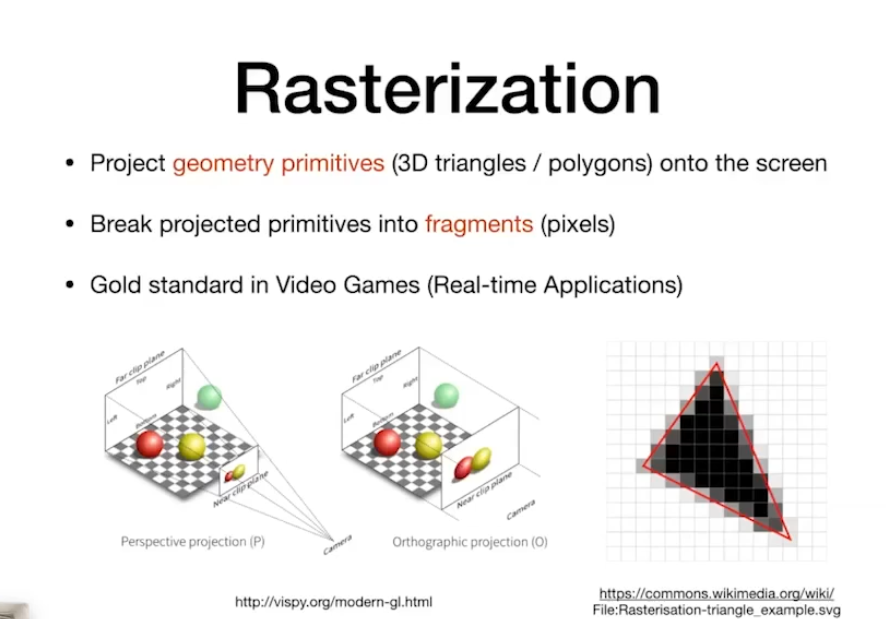 Rasterization
• Project geometry primitives (3D triangles / polygons) onto the screen
• Break projected primitives into fragments (pixels)
• Gold standard in Video Games (Real-time Applications)
Far clip plane
Top
Right
Left
Bottom
Near clip plane
Camera
Perspective projection (P)
Far clip plane
Top
Right
Left
Bottom
Near clip plane
Camera
Orthographic projection (O)
http://vispy.org/modern-gl.html
https://commons.wikimedia.org/wiki/
File:Rasterisation-triangle_example.svg